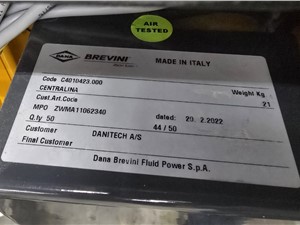 AIR
TESTED
DANA
BREVINI
MADE IN ITALY
Code C4010423.000
CENTRALINA
Weight Kg
Cust.Art.Code
21
MPO ZWMA11062340
Q.ty 50
dated: 20. 2.2022
44 / 50
Customer DANITECH A/S
Final Customer
Dana Brevini Fluid Power S.p.A.